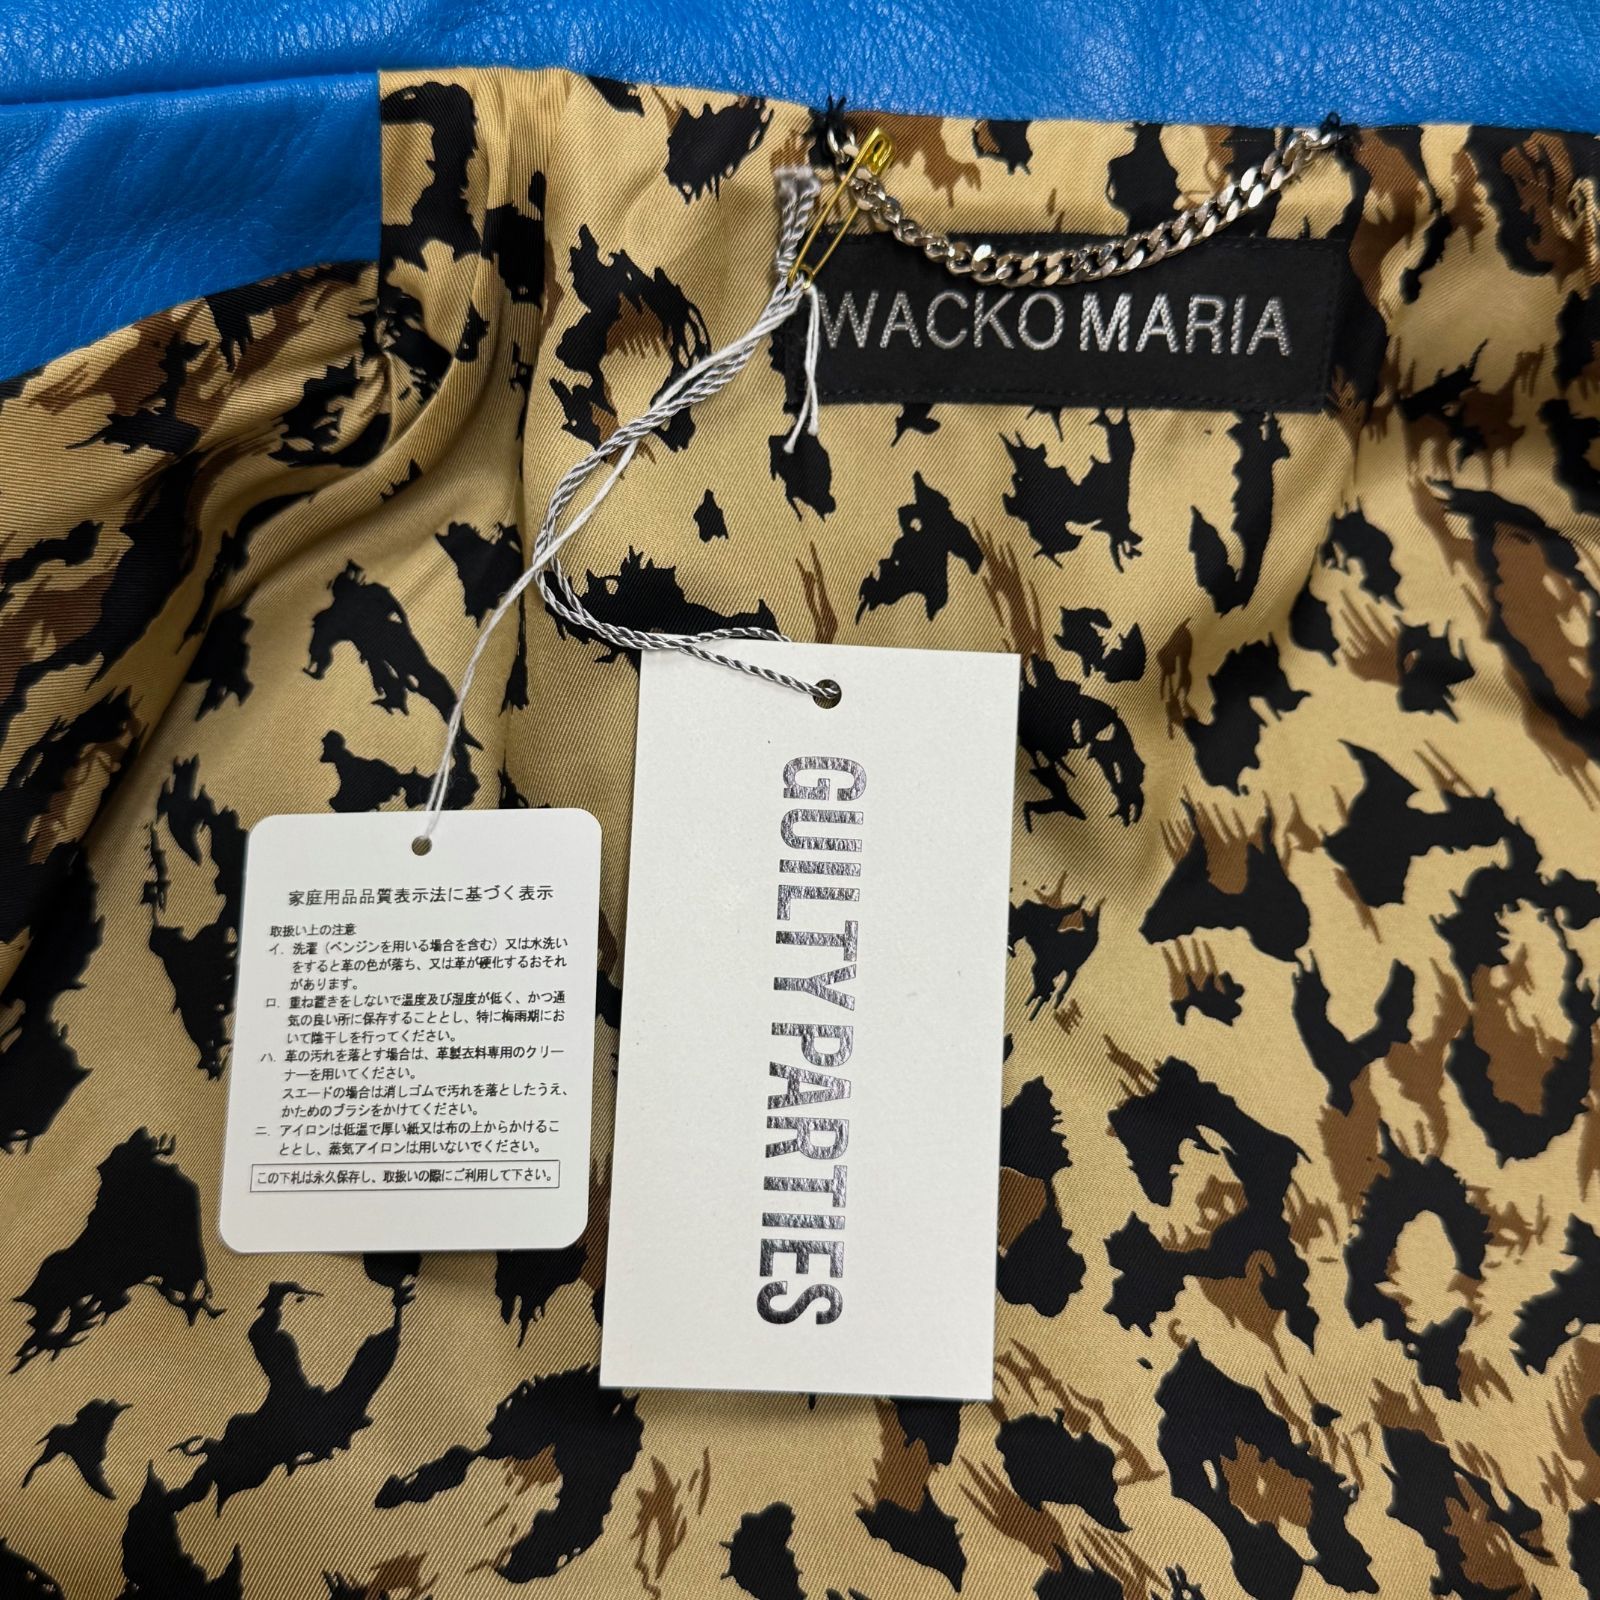 WACKO MARIA
GUILTY PARTIES
家庭用品品質表示法に基づく表示
取扱い上の注意
イ．洗濯（ベンジンを用いる場合を含む）又は水洗い
をすると革の色が落ち、又は革が硬化するおそれ
があります。
ロ．重ね置きをしないで温度及び湿度が低く、かつ通
気の良い所に保存することとし、特に梅雨期にお
いて陰干しを行ってください。
ハ．革の汚れを落とす場合は、革製衣料専用のクリー
ナーを用いてください。
スエードの場合は消しゴムで汚れを落としたうえ、
かためのブラシをかけてください。
ニ．アイロンは低温で厚い紙又は布の上からかけるこ
ととし、蒸気アイロンは用いないでください。
この下札は永久保存し、取扱いの際にご利用して下さい。